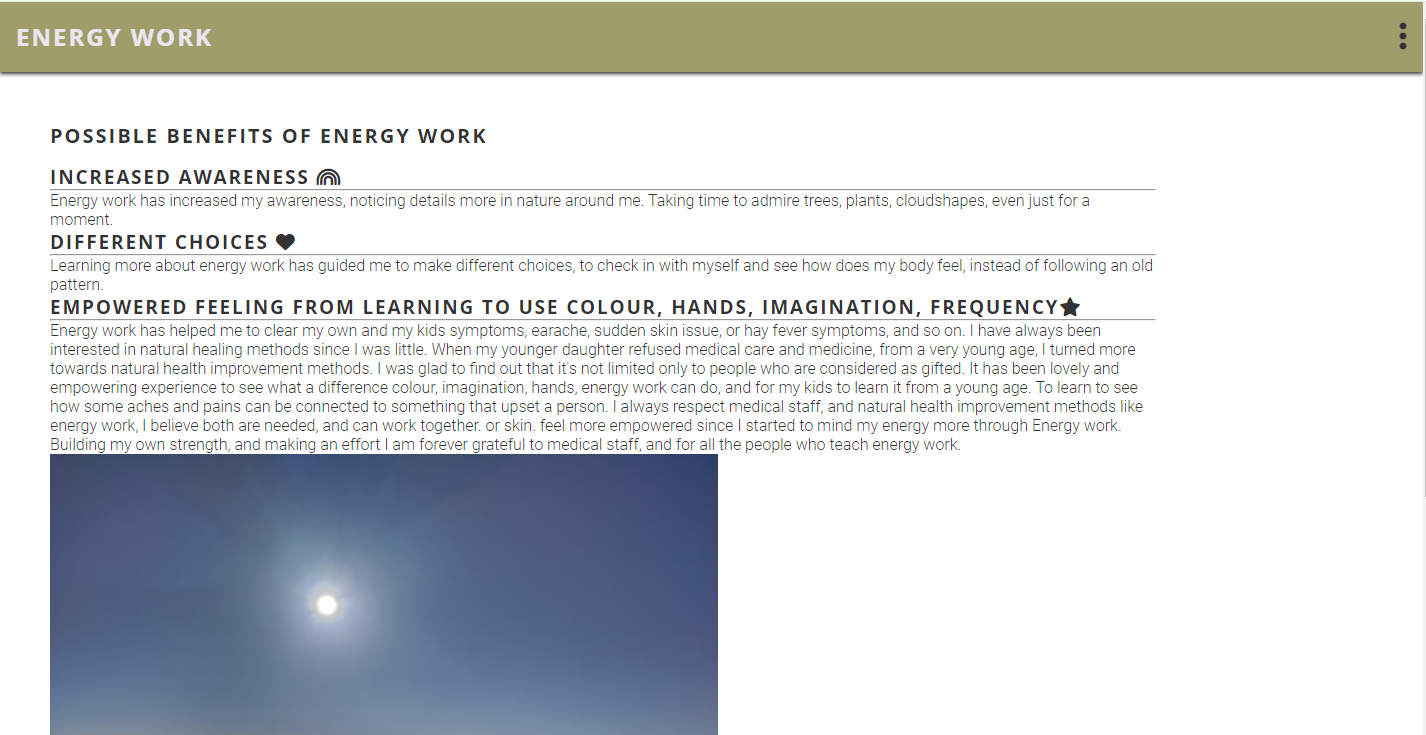 ENERGY WORK
POSSIBLE BENEFITS OF ENERGY WORK
INCREASED AWARENESS
Energy work has increased my awareness, noticing details more in nature around me. Taking time to admire trees, plants, cloudshapes, even just for a
moment.
DIFFERENT CHOICES
Learning more about energy work has guided me to make different choices, to check in with myself and see how does my body feel, instead of following an old
pattern.
EMPOWERED FEELING FROM LEARNING TO USE COLOUR, HANDS, IMAGINATION, FREQUENCY
Energy work has helped me to clear my own and my kids symptoms, earache, sudden skin issue, or hay fever symptoms, and so on. I have always been
interested in natural healing methods since I was little. When my younger daughter refused medical care and medicine, from a very young age, I turned more
towards natural health improvement methods. I was glad to find out that it's not limited only to people who are considered as gifted. It has been lovely and
empowering experience to see what a difference colour, imagination, hands, energy work can do, and for my kids to learn it from a young age. To learn to see
how some aches and pains can be connected to something that upset a person. I always respect medical staff, and natural health improvement methods like
energy work, I believe both are needed, and can work together. or skin. feel more empowered since I started to mind my energy more through Energy work.
Building my own strength, and making an effort I am forever grateful to medical staff, and for all the people who teach energy work.